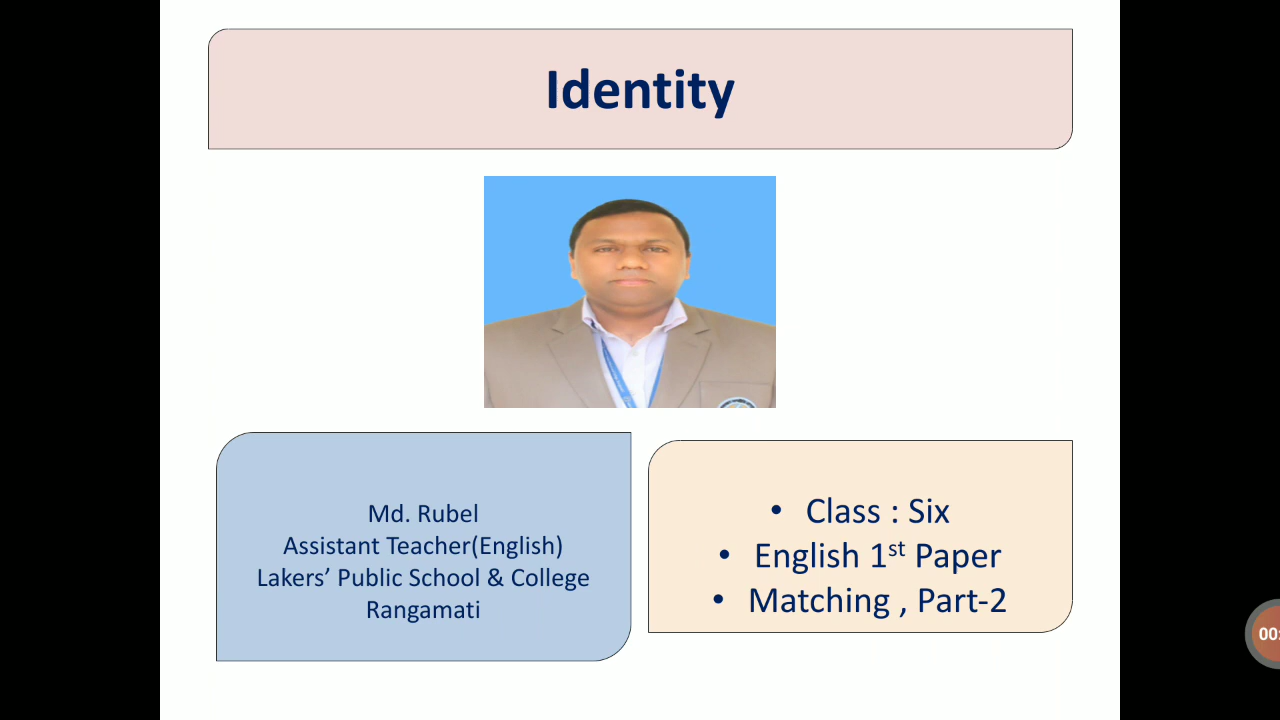 Identity
Md. Rubel
Assistant Teacher(English)
Lakers’ Public School & College
Rangamati
• Class : Six
• English 1st Paper
• Matching , Part-2
00: